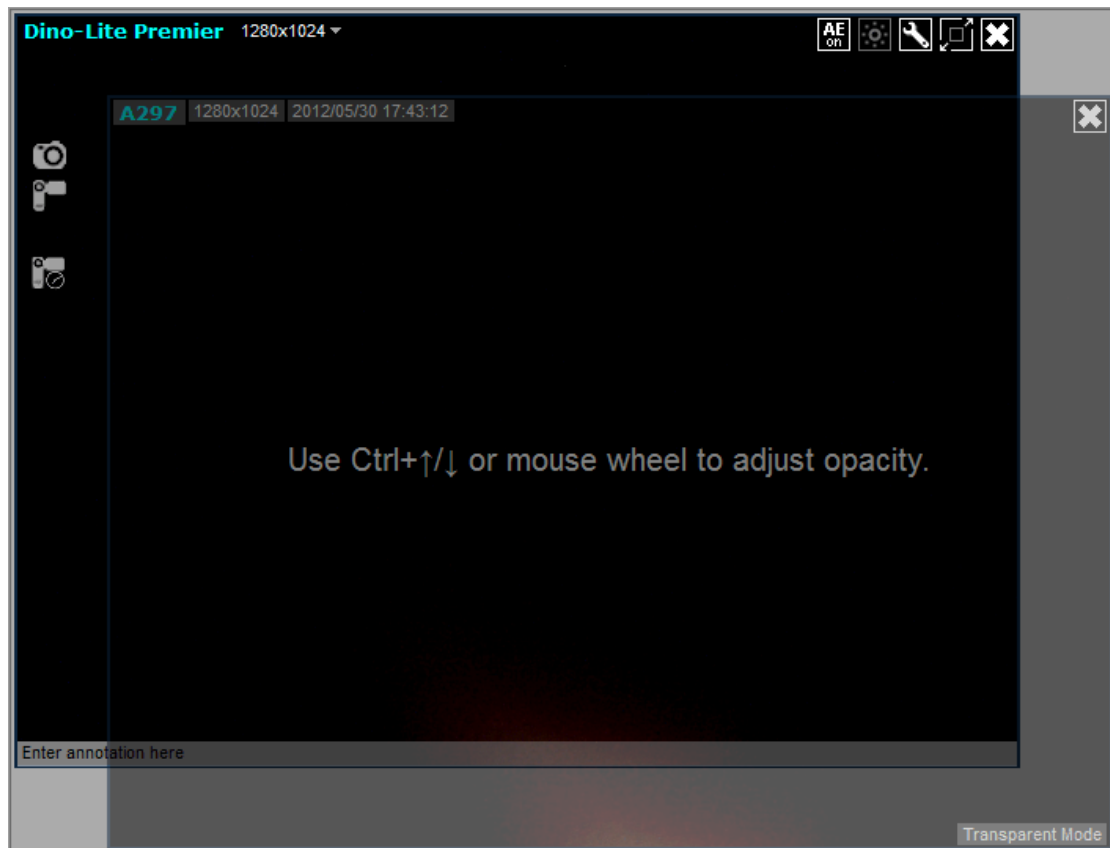 Dino-Lite Premier 1280x1024
AE on
A297 1280x1024 2012/05/30 17:43:12
Use Ctrl+↑/↓ or mouse wheel to adjust opacity.
Enter annotation here
Transparent Mode